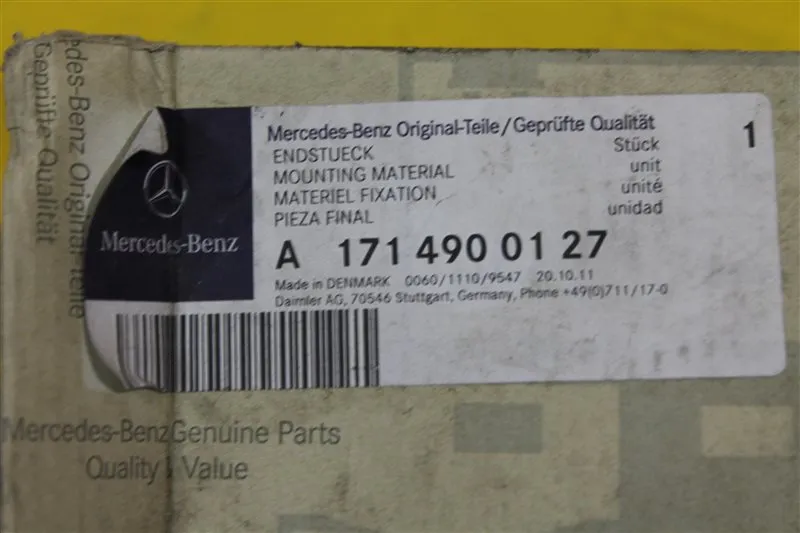 Mercedes-Benz Original-Teile/Geprüfte Qualität
ENDSTUECK Stück 1
MOUNTING MATERIAL unit
MATERIEL FIXATION unité
PIEZA FINAL unidad
A 171 490 01 27
Made in DENMARK 0060/1110/9547 20.10.11
Daimler AG, 70546 Stuttgart, Germany, Phone +49(0)711/17-0
Mercedes-Benz
des-Benz Original-teile
Geprüfte Qualität
Mercedes-Benz Genuine Parts
Quality | Value